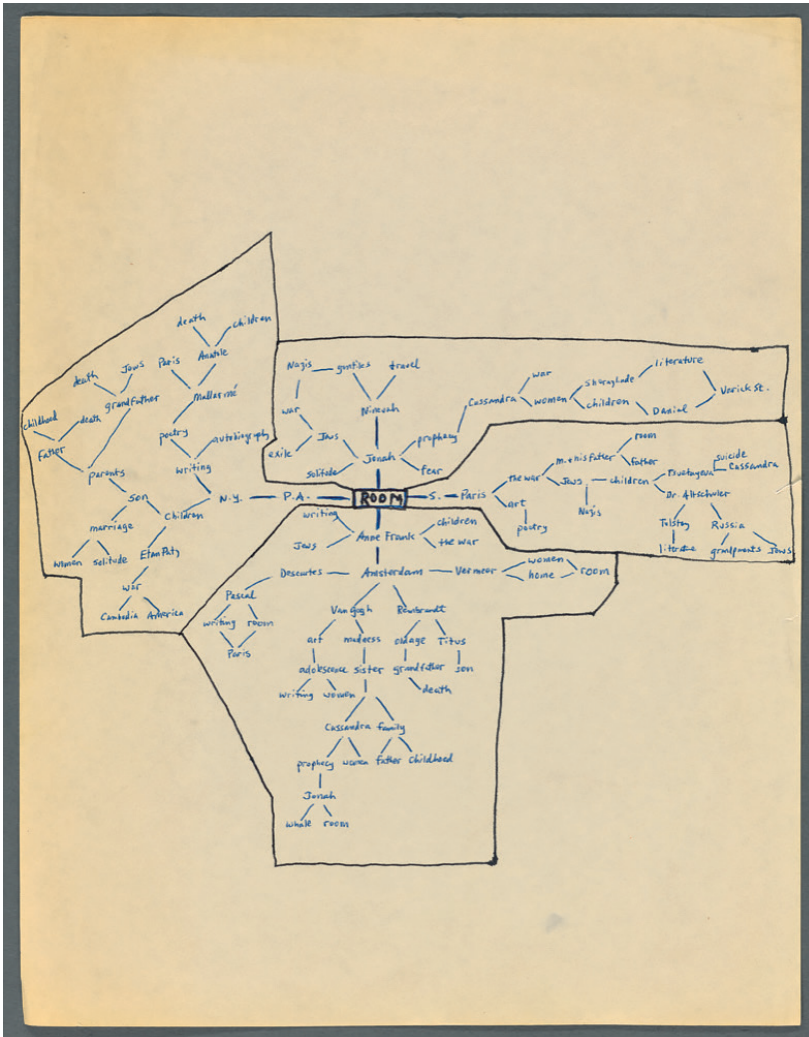 death
children
Paris
Anatole
Mallarmé
poetry
autobiography
writing
Jews
death
grandFather
childhood
death
Father
parents
son
marriage
women
solitude
Children
Etan Patz
war
Cambodia
America
N.Y. — P.A. — ROOM — S. — Paris
Nazis
gentiles
travel
Ninevah
war
Jews
exile
solitude
Jonah
prophecy
fear
Cassandra
war
women
children
literature
Daniel
Varick St.
the war
art
poetry
m. & his father
room
father
Jews
Nazis
children
suicide
Cassandra
Dr. Altschuler
Tolstoy
literature
Russia
grandparents
Jews
writing
Jews
Anne Frank
children
the war
Descartes — Amsterdam — Vermeer
women
home
room
Pascal
writing
room
Paris
Van Gogh
Rembrandt
art
madness
old age
Titus
adolescence
sister
grandfather
son
writing
women
death
Cassandra
family
prophecy
women
father
childhood
Jonah
whale
room